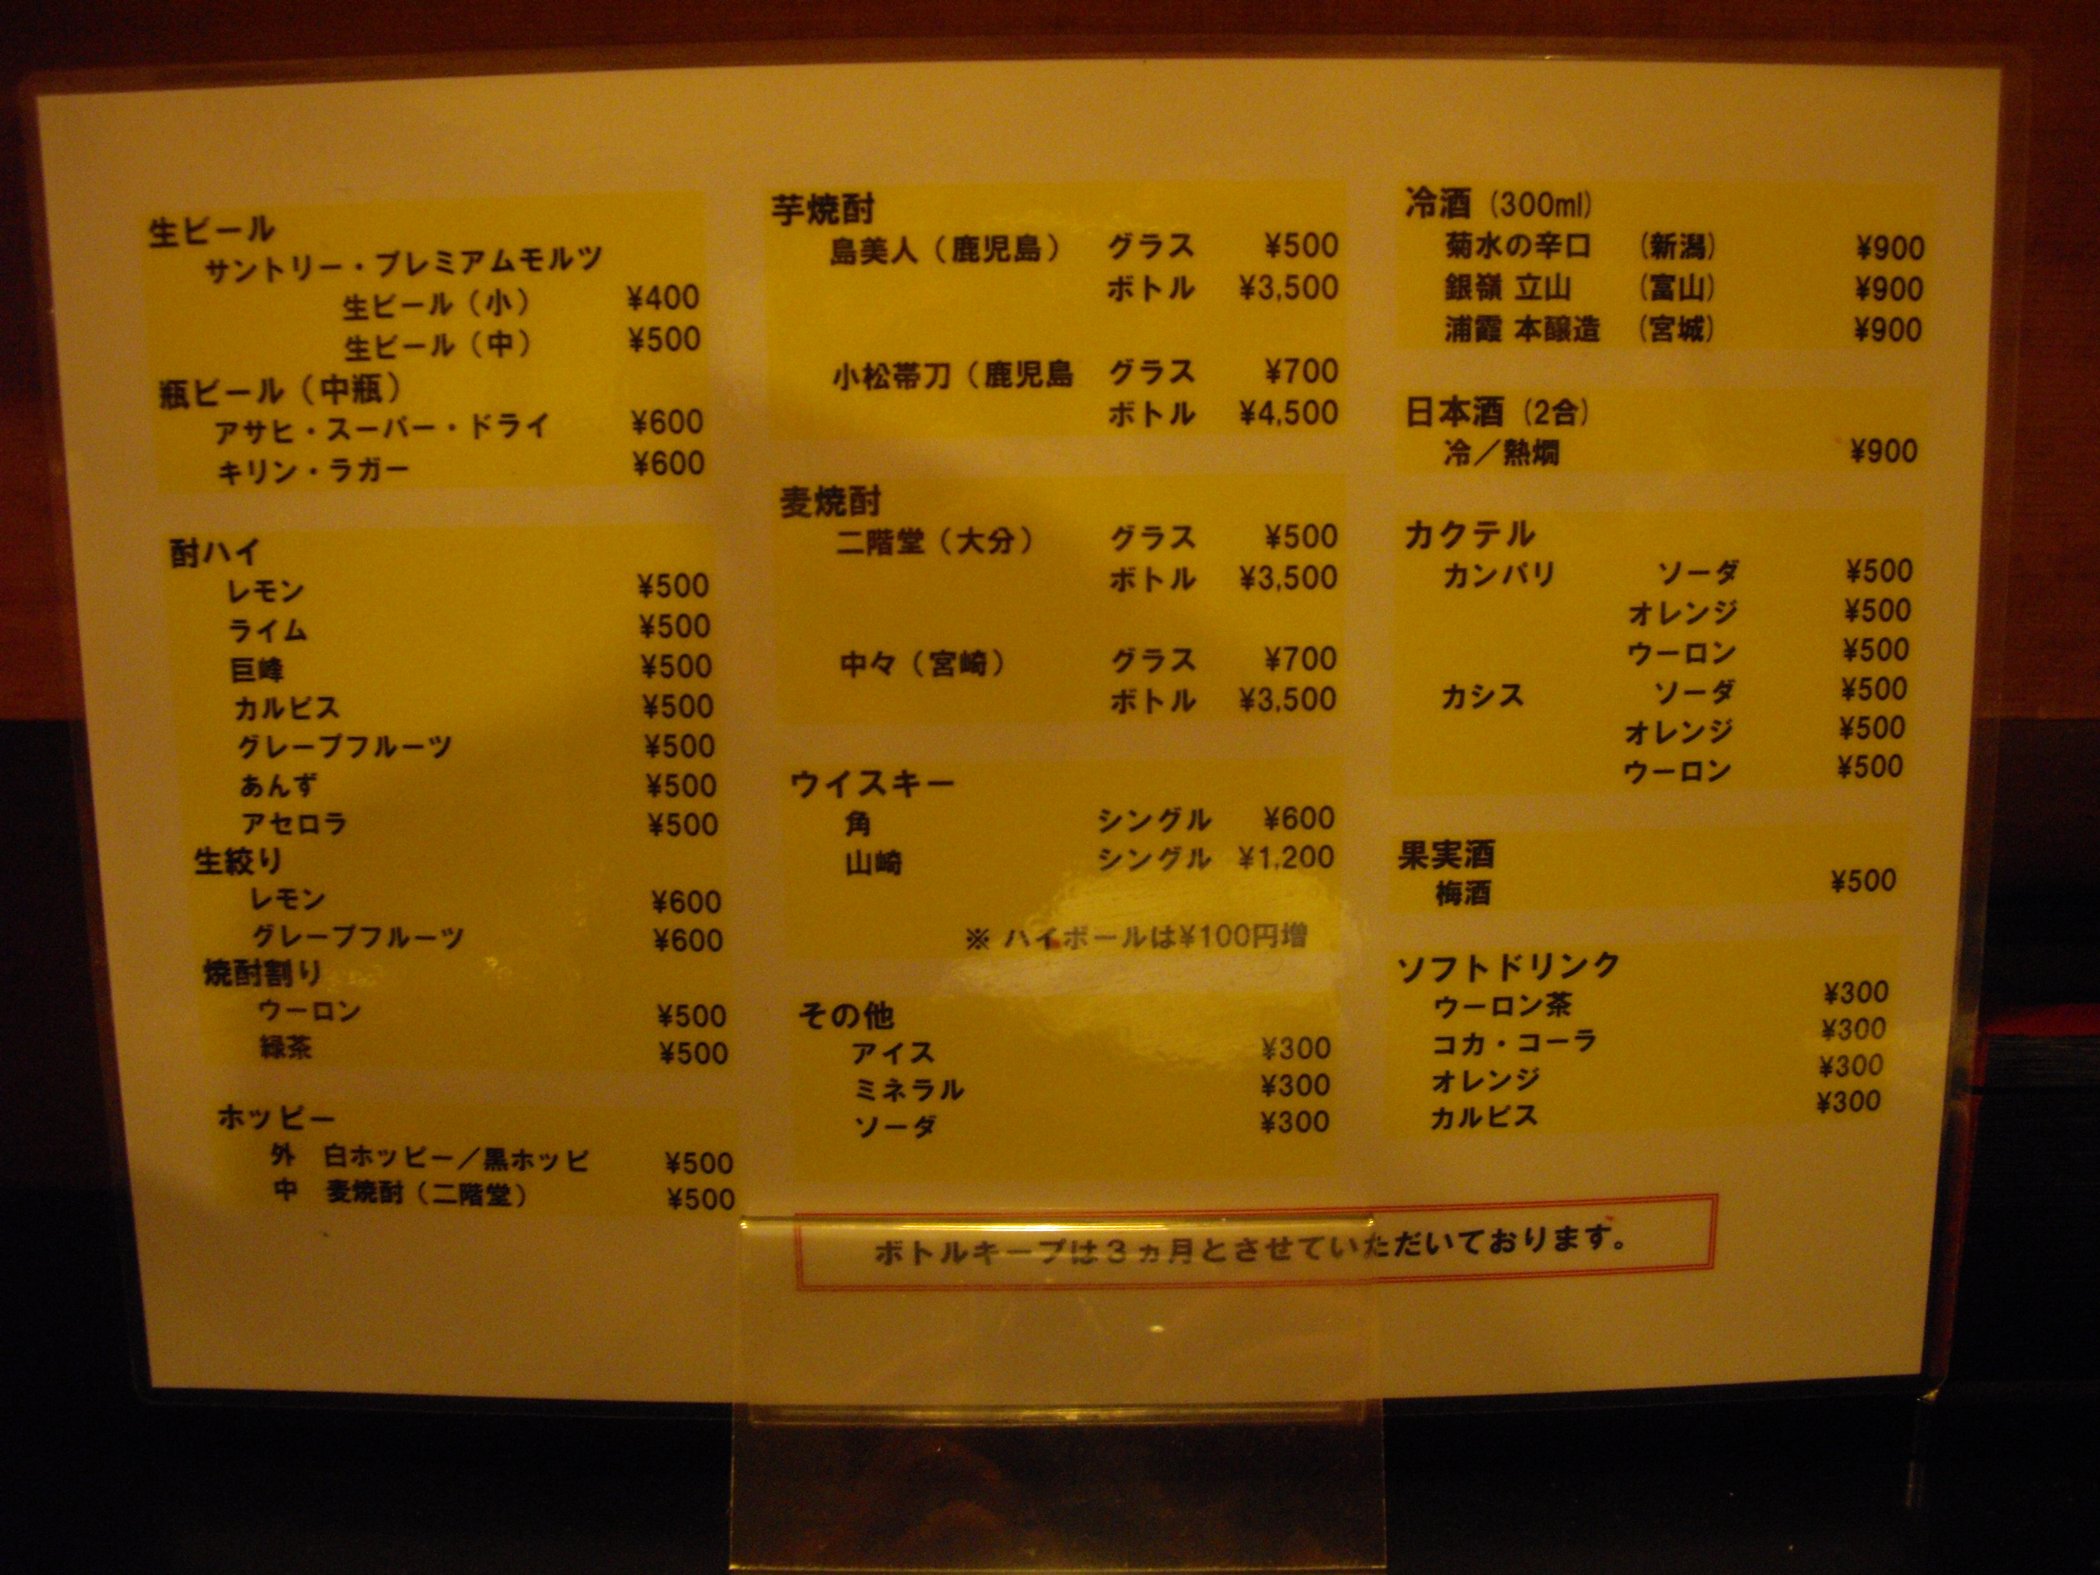 生ビール
サントリー・プレミアムモルツ
生ビール（小） ¥400
生ビール（中） ¥500
瓶ビール（中瓶）
アサヒ・スーパー・ドライ ¥600
キリン・ラガー ¥600
酎ハイ
レモン ¥500
ライム ¥500
巨峰 ¥500
カルピス ¥500
グレープフルーツ ¥500
あんず ¥500
アセロラ ¥500
生絞り
レモン ¥600
グレープフルーツ ¥600
焼酎割り
ウーロン ¥500
緑茶 ¥500
ホッピー
外 白ホッピー／黒ホッピ ¥500
中 麦焼酎（二階堂） ¥500
芋焼酎
島美人（鹿児島） グラス ¥500
ボトル ¥3,500
小松帯刀（鹿児島 グラス ¥700
ボトル ¥4,500
麦焼酎
二階堂（大分） グラス ¥500
ボトル ¥3,500
中々（宮崎） グラス ¥700
ボトル ¥3,500
ウイスキー
角 シングル ¥600
山崎 シングル ¥1,200
※ ハイボールは¥100円増
その他
アイス ¥300
ミネラル ¥300
ソーダ ¥300
冷酒 (300ml)
菊水の辛口 (新潟) ¥900
銀嶺 立山 (富山) ¥900
浦霞 本醸造 (宮城) ¥900
日本酒 (2合)
冷／熱燗 ¥900
カクテル
カンパリ ソーダ ¥500
オレンジ ¥500
ウーロン ¥500
カシス ソーダ ¥500
オレンジ ¥500
ウーロン ¥500
果実酒
梅酒 ¥500
ソフトドリンク
ウーロン茶 ¥300
コカ・コーラ ¥300
オレンジ ¥300
カルピス ¥300
ボトルキープは３ヵ月とさせていただいております。